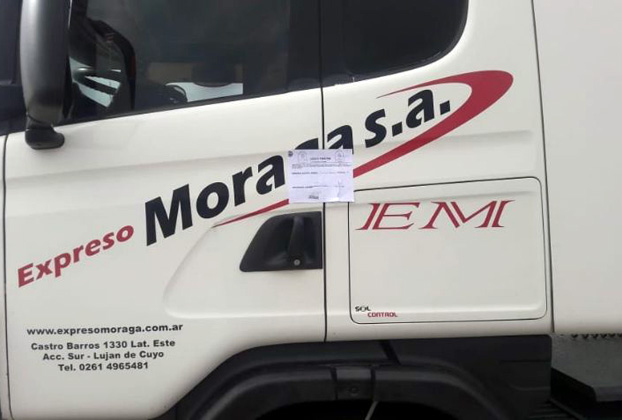 Expreso Moraga s.a.
EM
SOL
CONTROL
www.expresomoraga.com.ar
Castro Barros 1330 Lat. Este
Acc. Sur - Lujan de Cuyo
Tel. 0261 4965481